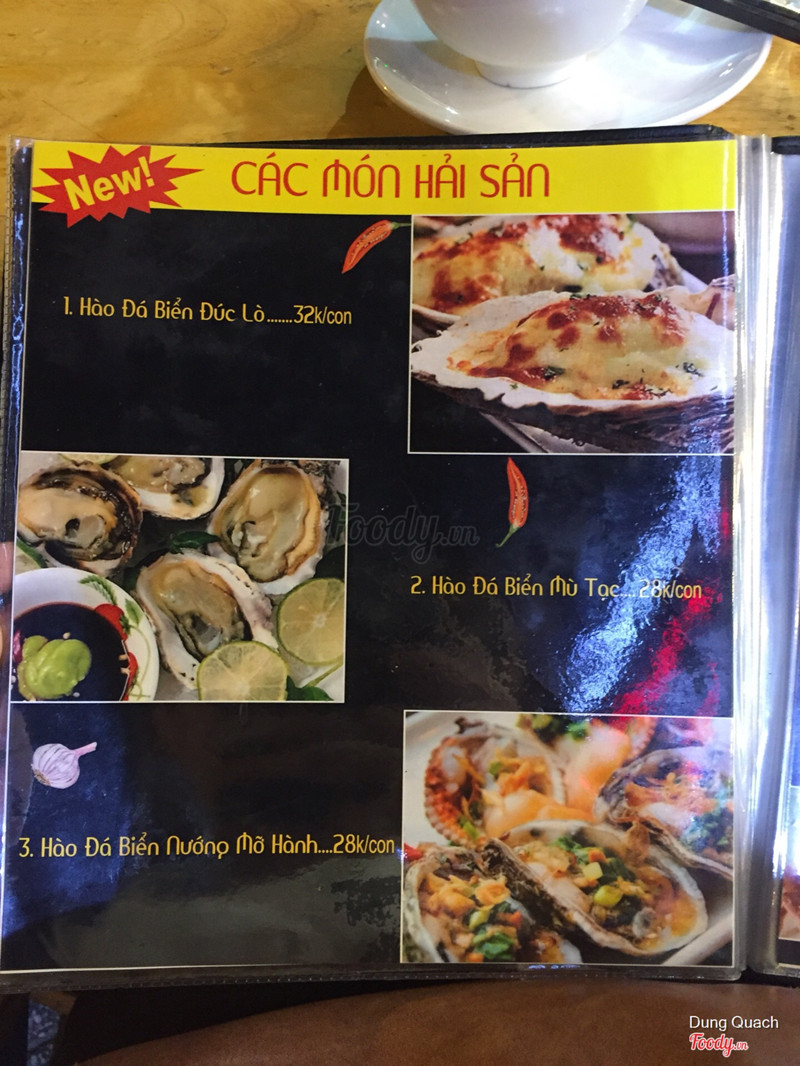 New!
CÁC MÓN HẢI SẢN
1. Hào Đá Biển Đúc Lò.......32k/con
Foody.vn
2. Hào Đá Biển Mù Tạc....28k/con
3. Hào Đá Biển Nướng Mỡ Hành....28k/con
Dung Quach
Foody.vn